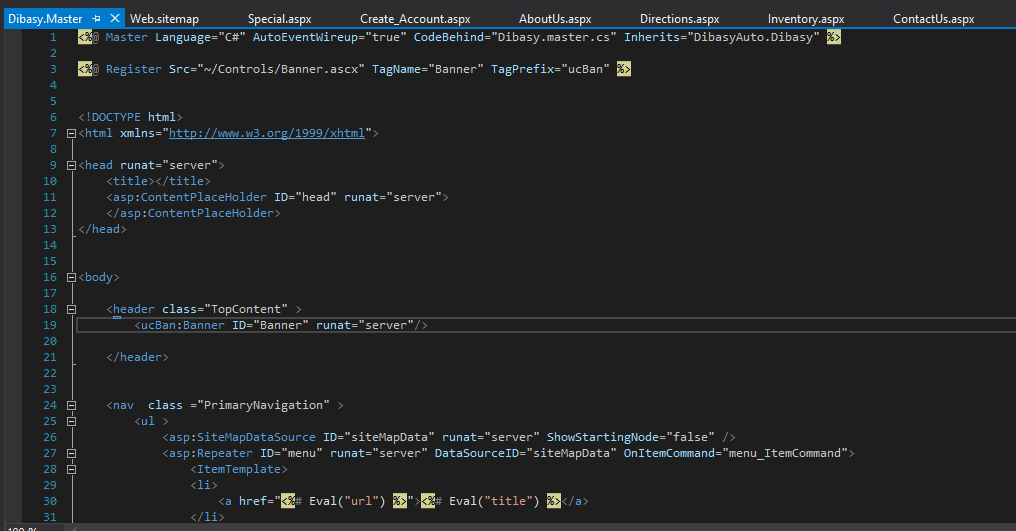 Dibasy.Master Web.sitemap Special.aspx Create_Account.aspx AboutUs.aspx Directions.aspx Inventory.aspx ContactUs.aspx
1 <%@ Master Language="C#" AutoEventWireup="true" CodeBehind="Dibasy.master.cs" Inherits="DibasyAuto.Dibasy" %>
2
3 <%@ Register Src="~/Controls/Banner.ascx" TagName="Banner" TagPrefix="ucBan" %>
4
5
6 <!DOCTYPE html>
7 <html xmlns="http://www.w3.org/1999/xhtml">
8
9 <head runat="server">
10 <title></title>
11 <asp:ContentPlaceHolder ID="head" runat="server">
12 </asp:ContentPlaceHolder>
13 </head>
14
15
16 <body>
17
18 <header class="TopContent" >
19 <ucBan:Banner ID="Banner" runat="server"/>
20
21 </header>
22
23
24 <nav  class ="PrimaryNavigation" >
25 <ul >
26 <asp:SiteMapDataSource ID="siteMapData" runat="server" ShowStartingNode="false" />
27 <asp:Repeater ID="menu" runat="server" DataSourceID="siteMapData" OnItemCommand="menu_ItemCommand">
28 <ItemTemplate>
29 <li>
30 <a href="<%# Eval("url") %>"><%# Eval("title") %></a>
31 </li>
100 %